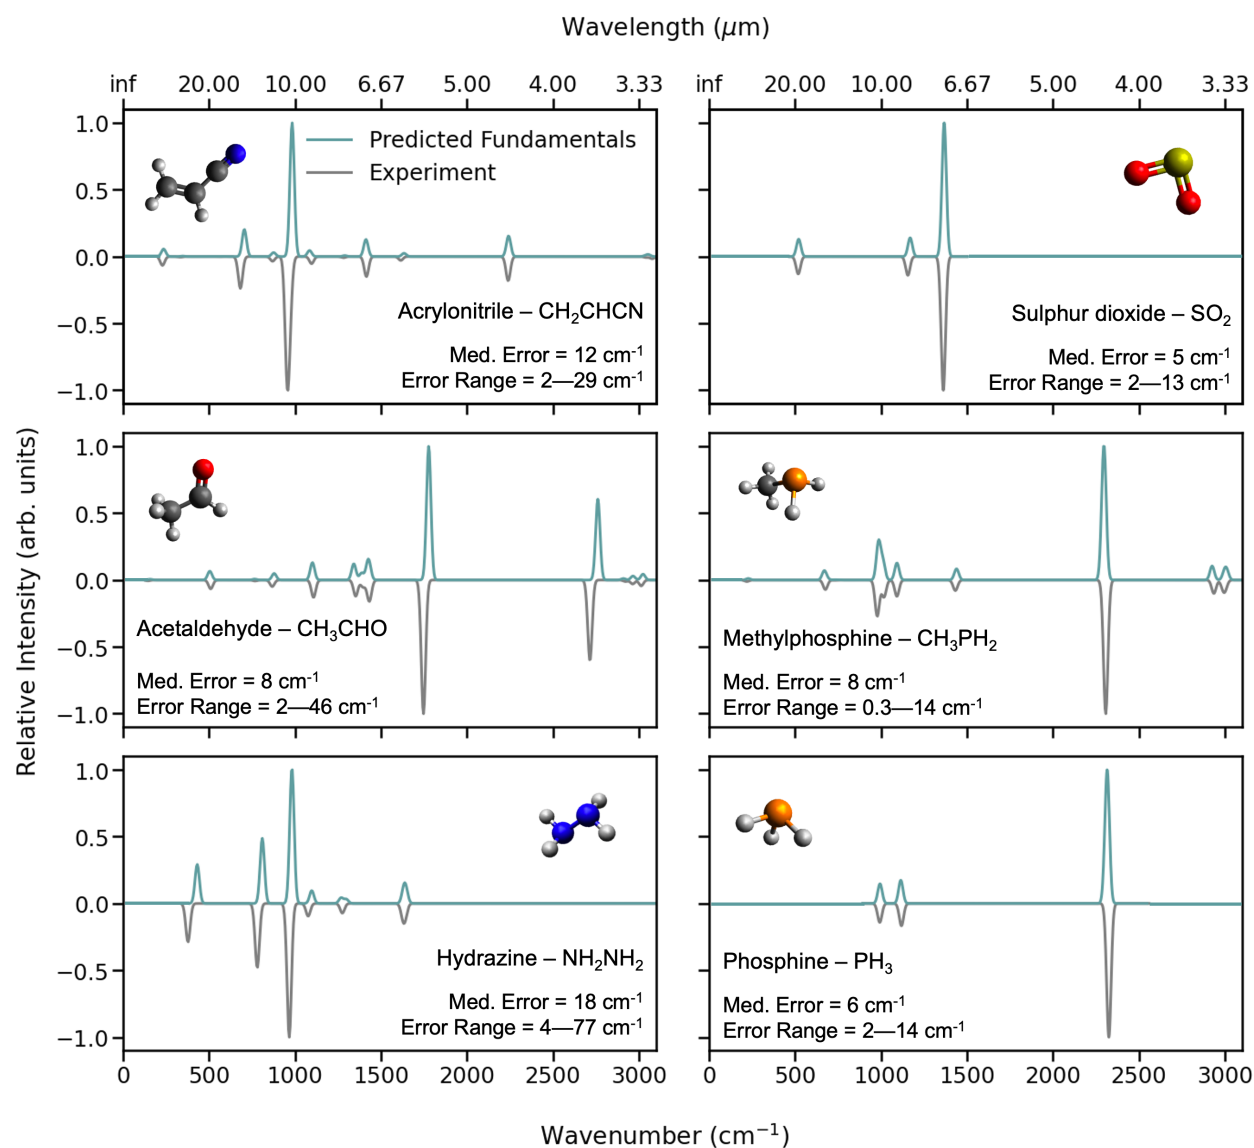 Wavelength (μm)
inf 20.00 10.00 6.67 5.00 4.00 3.33
inf 20.00 10.00 6.67 5.00 4.00 3.33
Relative Intensity (arb. units)
1.0
0.5
0.0
−0.5
−1.0
Predicted Fundamentals
Experiment
Acrylonitrile – CH₂CHCN
Med. Error = 12 cm⁻¹
Error Range = 2—29 cm⁻¹
Sulphur dioxide – SO₂
Med. Error = 5 cm⁻¹
Error Range = 2—13 cm⁻¹
1.0
0.5
0.0
−0.5
−1.0
Acetaldehyde – CH₃CHO
Med. Error = 8 cm⁻¹
Error Range = 2—46 cm⁻¹
Methylphosphine – CH₃PH₂
Med. Error = 8 cm⁻¹
Error Range = 0.3—14 cm⁻¹
1.0
0.5
0.0
−0.5
−1.0
Hydrazine – NH₂NH₂
Med. Error = 18 cm⁻¹
Error Range = 4—77 cm⁻¹
Phosphine – PH₃
Med. Error = 6 cm⁻¹
Error Range = 2—14 cm⁻¹
0 500 1000 1500 2000 2500 3000
0 500 1000 1500 2000 2500 3000
Wavenumber (cm⁻¹)